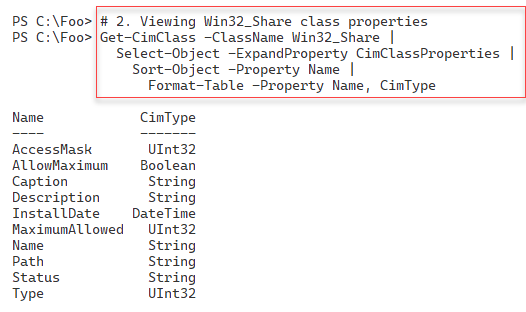 PS C:\Foo> # 2. Viewing Win32_Share class properties
PS C:\Foo> Get-CimClass -ClassName Win32_Share |
Select-Object -ExpandProperty CimClassProperties |
Sort-Object -Property Name |
Format-Table -Property Name, CimType
Name CimType
---- -------
AccessMask UInt32
AllowMaximum Boolean
Caption String
Description String
InstallDate DateTime
MaximumAllowed UInt32
Name String
Path String
Status String
Type UInt32